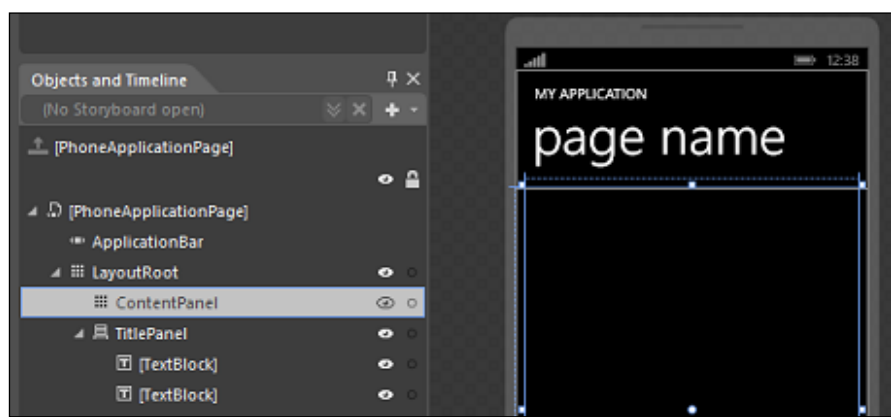 Objects and Timeline
(No Storyboard open)
[PhoneApplicationPage]
[PhoneApplicationPage]
ApplicationBar
LayoutRoot
ContentPanel
TitlePanel
[TextBlock]
[TextBlock]
12:38
MY APPLICATION
page name